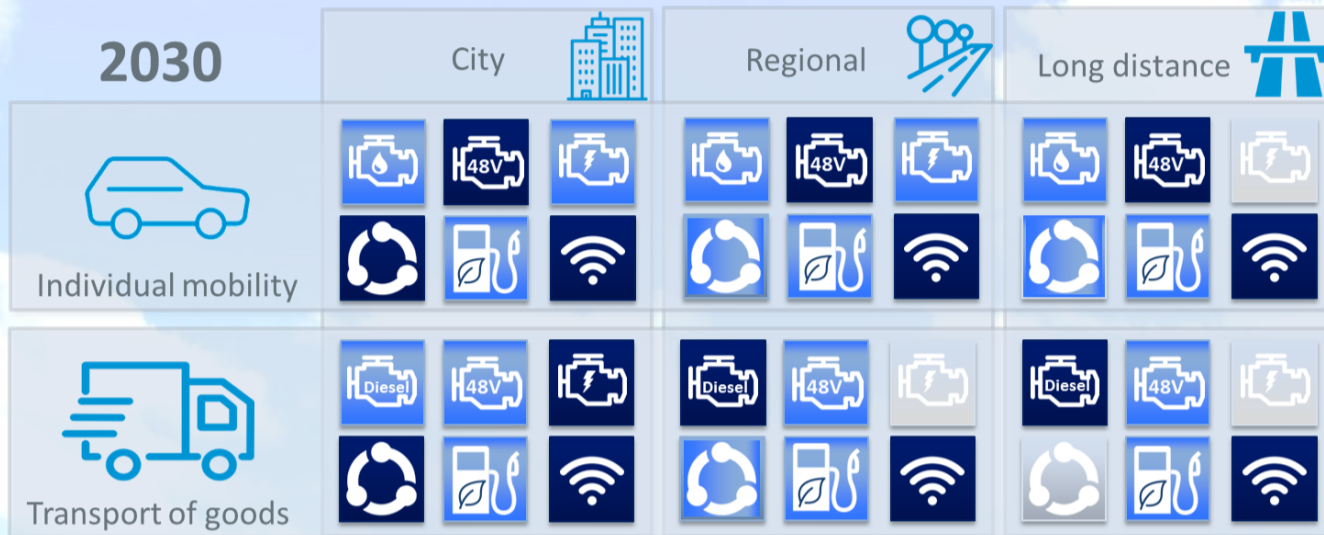 2030
City
Regional
Long distance
48V
48V
48V
Individual mobility
Diesel
48V
Diesel
48V
Diesel
48V
Transport of goods